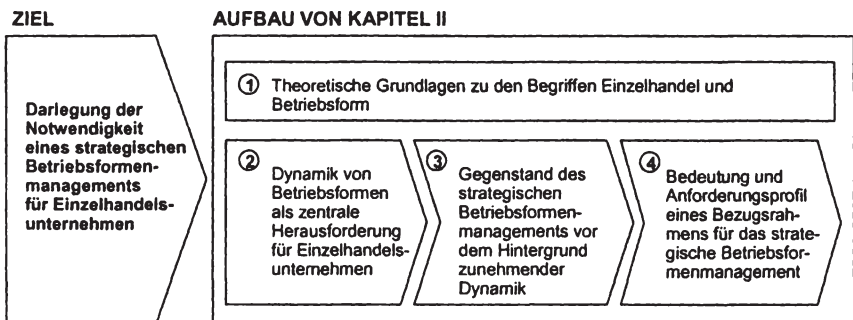 ZIEL
AUFBAU VON KAPITEL II
Darlegung der
Notwendigkeit
eines strategischen
Betriebsformen-
managements
für Einzelhandels-
unternehmen
① Theoretische Grundlagen zu den Begriffen Einzelhandel und
Betriebsform
②
Dynamik von
Betriebsformen
als zentrale
Herausforderung
für Einzelhandels-
unternehmen
③
Gegenstand des
strategischen
Betriebsformen-
managements vor
dem Hintergrund
zunehmender
Dynamik
④
Bedeutung und
Anforderungsprofil
eines Bezugsrah-
mens für das strate-
gische Betriebsfor-
menmanagement